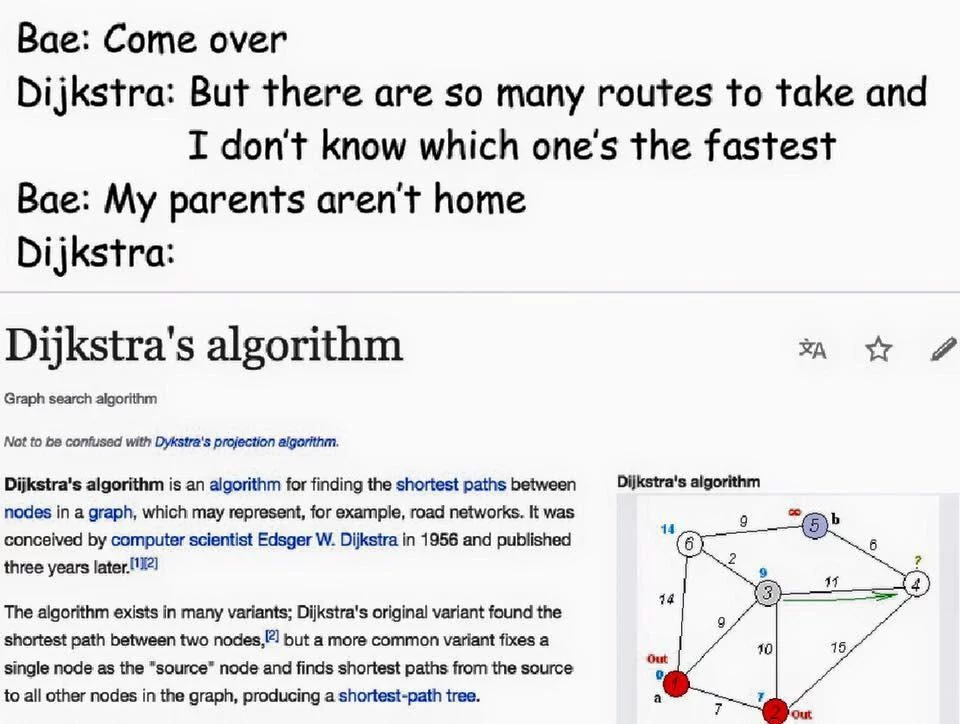 Bae: Come over
Dijkstra: But there are so many routes to take and
I don't know which one's the fastest
Bae: My parents aren't home
Dijkstra:
Dijkstra's algorithm
文A
Graph search algorithm
Not to be confused with Dykstra's projection algorithm.
Dijkstra's algorithm is an algorithm for finding the shortest paths between
nodes in a graph, which may represent, for example, road networks. It was
conceived by computer scientist Edsger W. Dijkstra in 1956 and published
three years later.[1][2]
The algorithm exists in many variants; Dijkstra's original variant found the
shortest path between two nodes,[2] but a more common variant fixes a
single node as the "source" node and finds shortest paths from the source
to all other nodes in the graph, producing a shortest-path tree.
Dijkstra's algorithm
14 9 ∞ 5 b
6 2 6
9 ?
3 11 4
14
9
10 15
Out
0 1
a
7 7
2 Out